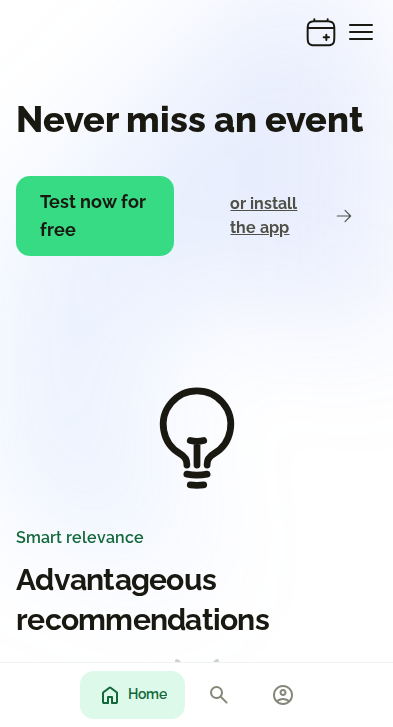 Never miss an event
Test now for
free
or install
the app
Smart relevance
Advantageous
recommendations
Home